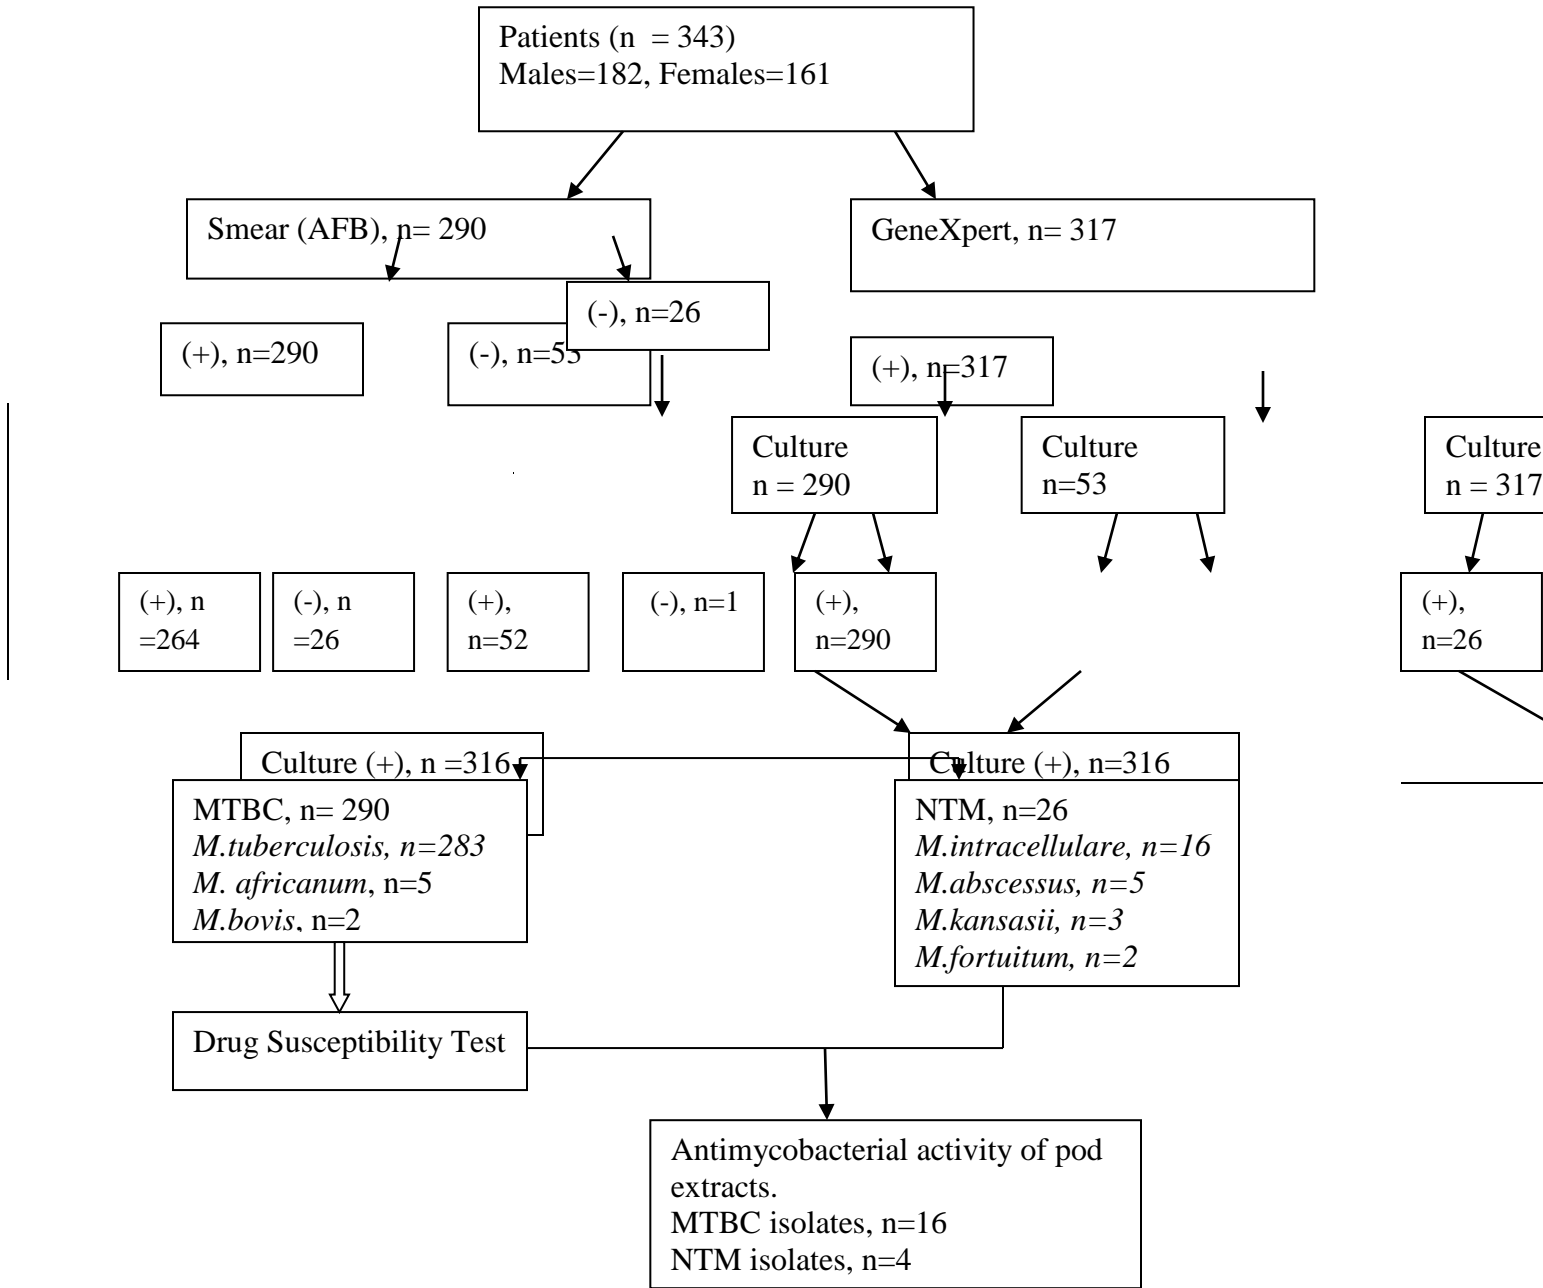 Patients (n  = 343)
Males=182, Females=161
Smear (AFB), n= 290
GeneXpert, n= 317
(-), n=26
(+), n=290
(-), n=53
(+), n=317
Culture
n = 290
Culture
n=53
Culture
n = 317
(+), n
=264
(-), n
=26
(+),
n=52
(-), n=1
(+),
n=290
(+),
n=26
Culture (+), n =316
Culture (+), n=316
MTBC, n= 290
M.tuberculosis, n=283
M. africanum, n=5
M.bovis, n=2
NTM, n=26
M.intracellulare, n=16
M.abscessus, n=5
M.kansasii, n=3
M.fortuitum, n=2
Drug Susceptibility Test
Antimycobacterial activity of pod
extracts.
MTBC isolates, n=16
NTM isolates, n=4